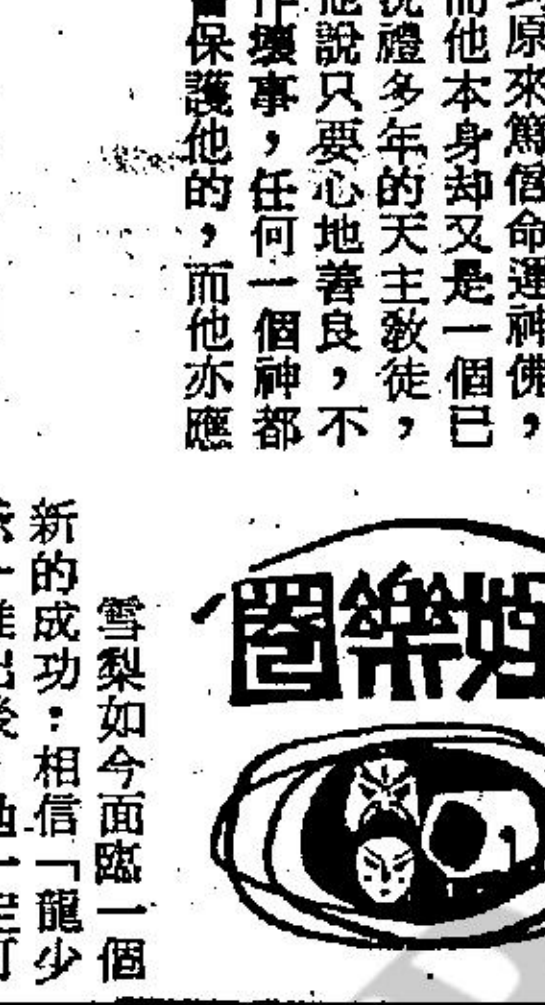 原來篤信命運神佛，
而他本身却又是一個已
洗禮多年的天主教徒，
他說只要心地善良，不
作壞事，任何一個神都
會保護他的，而他亦應
娛樂圈
雪梨如今面臨一個
新的成功？相信「龍少